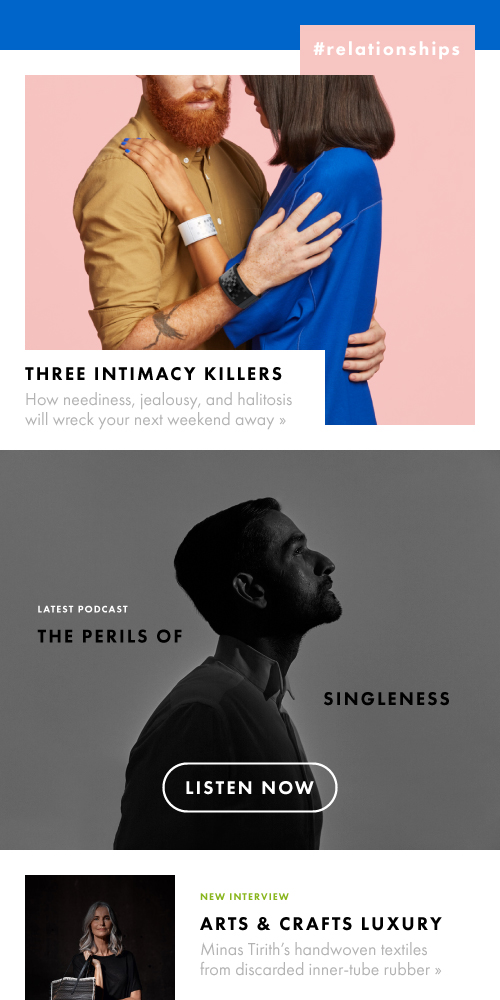 #relationships
THREE INTIMACY KILLERS
How neediness, jealousy, and halitosis
will wreck your next weekend away »
LATEST PODCAST
THE PERILS OF
SINGLENESS
LISTEN NOW
NEW INTERVIEW
ARTS & CRAFTS LUXURY
Minas Tirith’s handwoven textiles
from discarded inner-tube rubber »